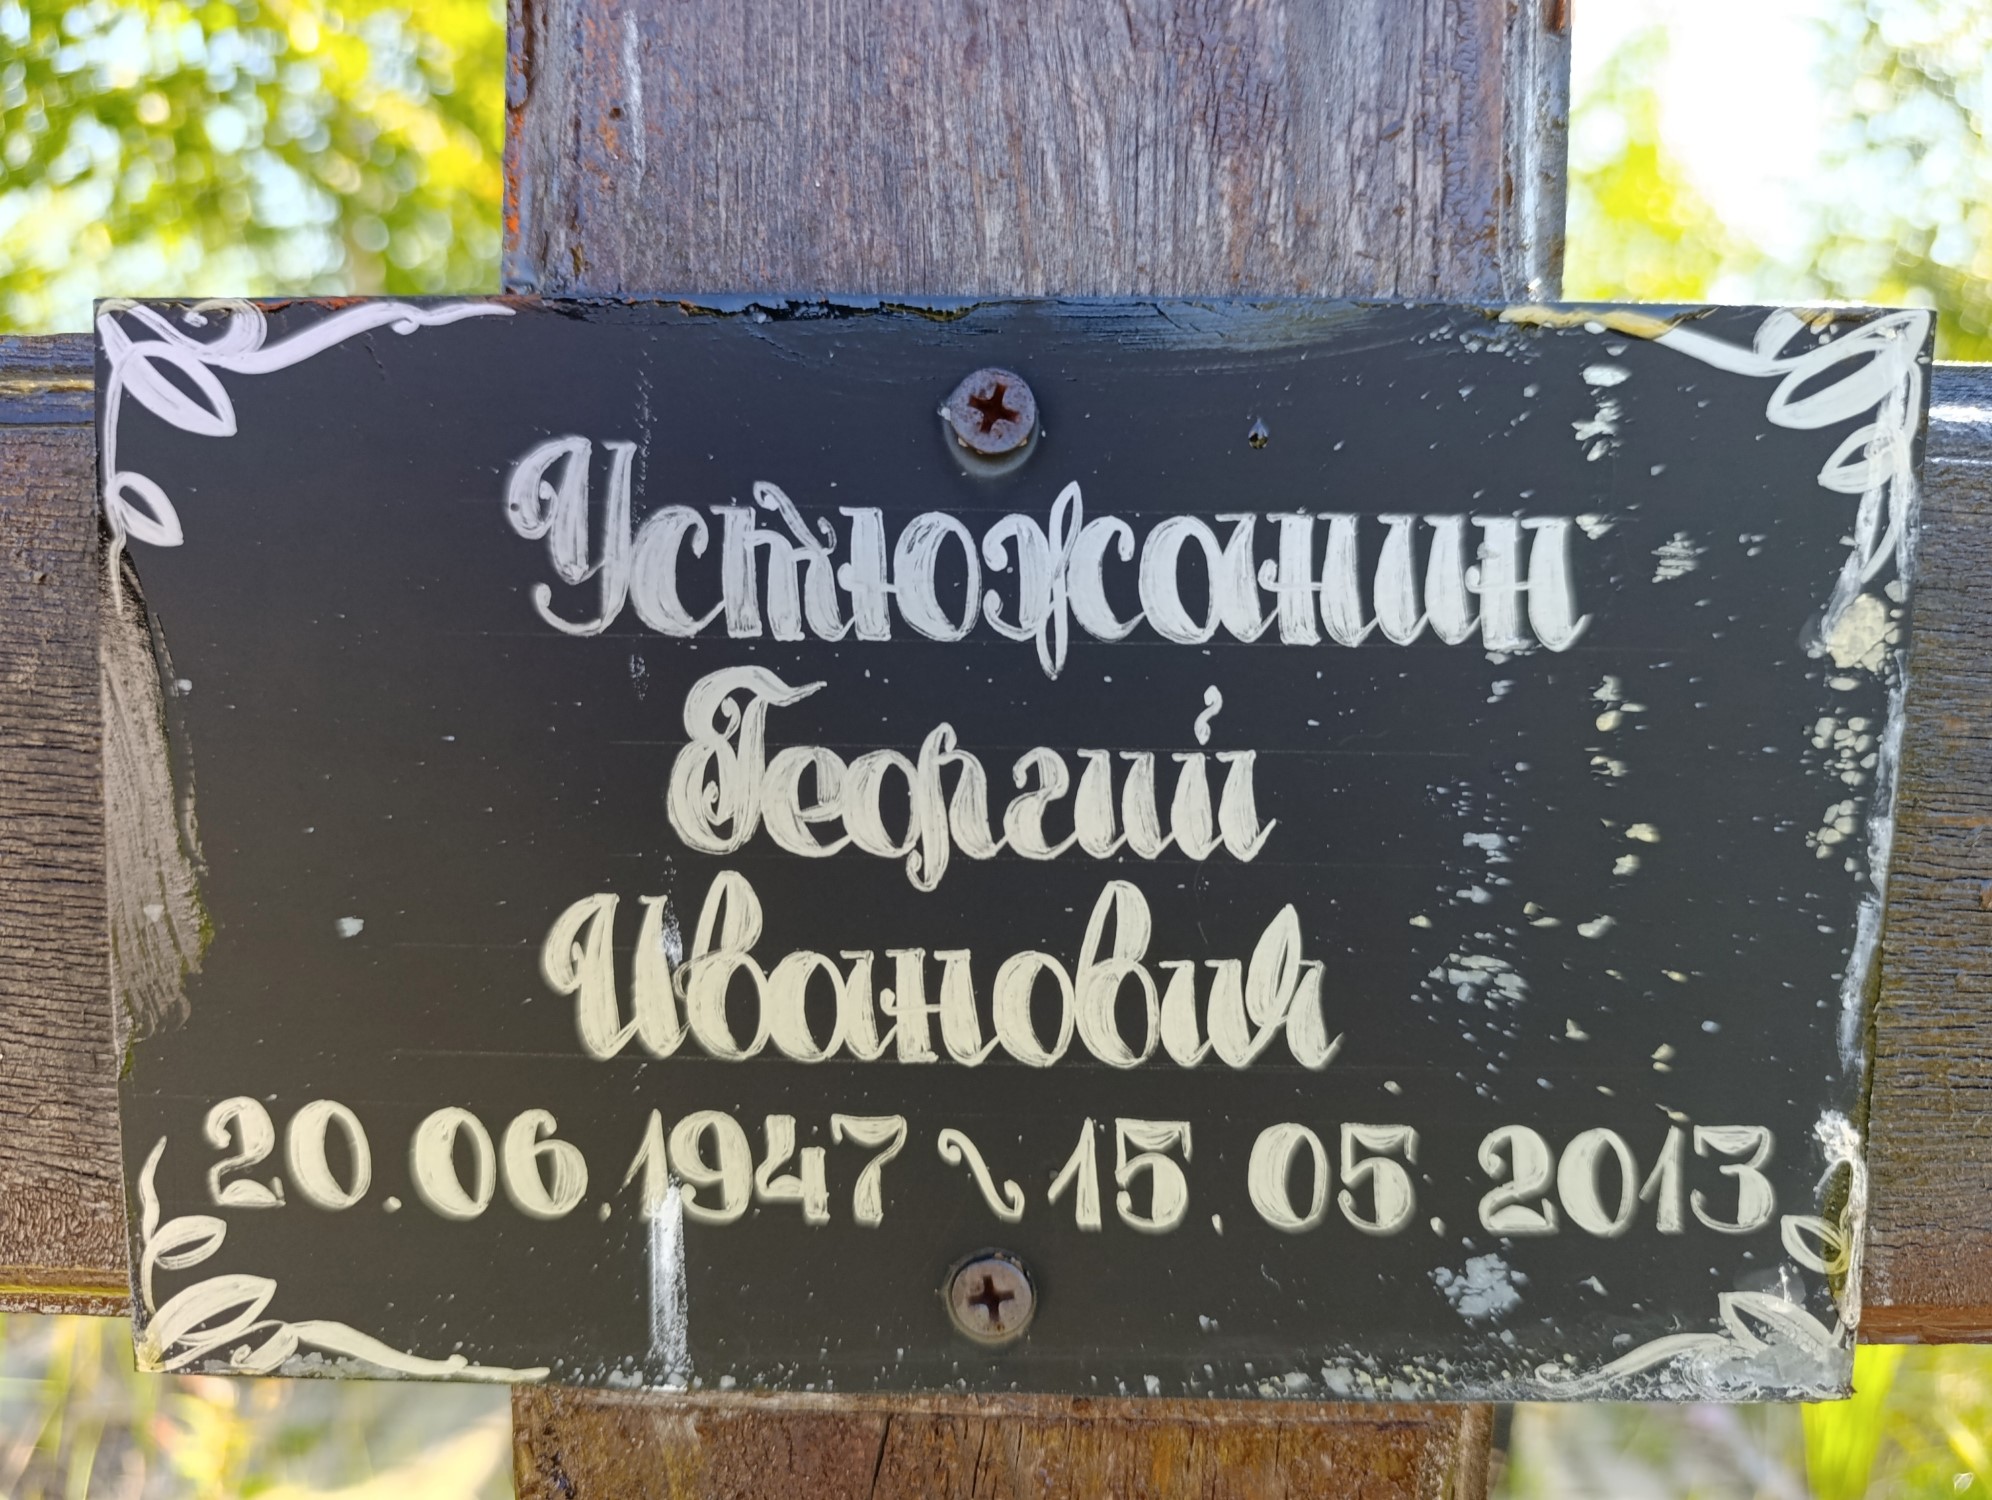 Устюжанин
Георгий
Иванович
20.06.1947 ~ 15.05.2013